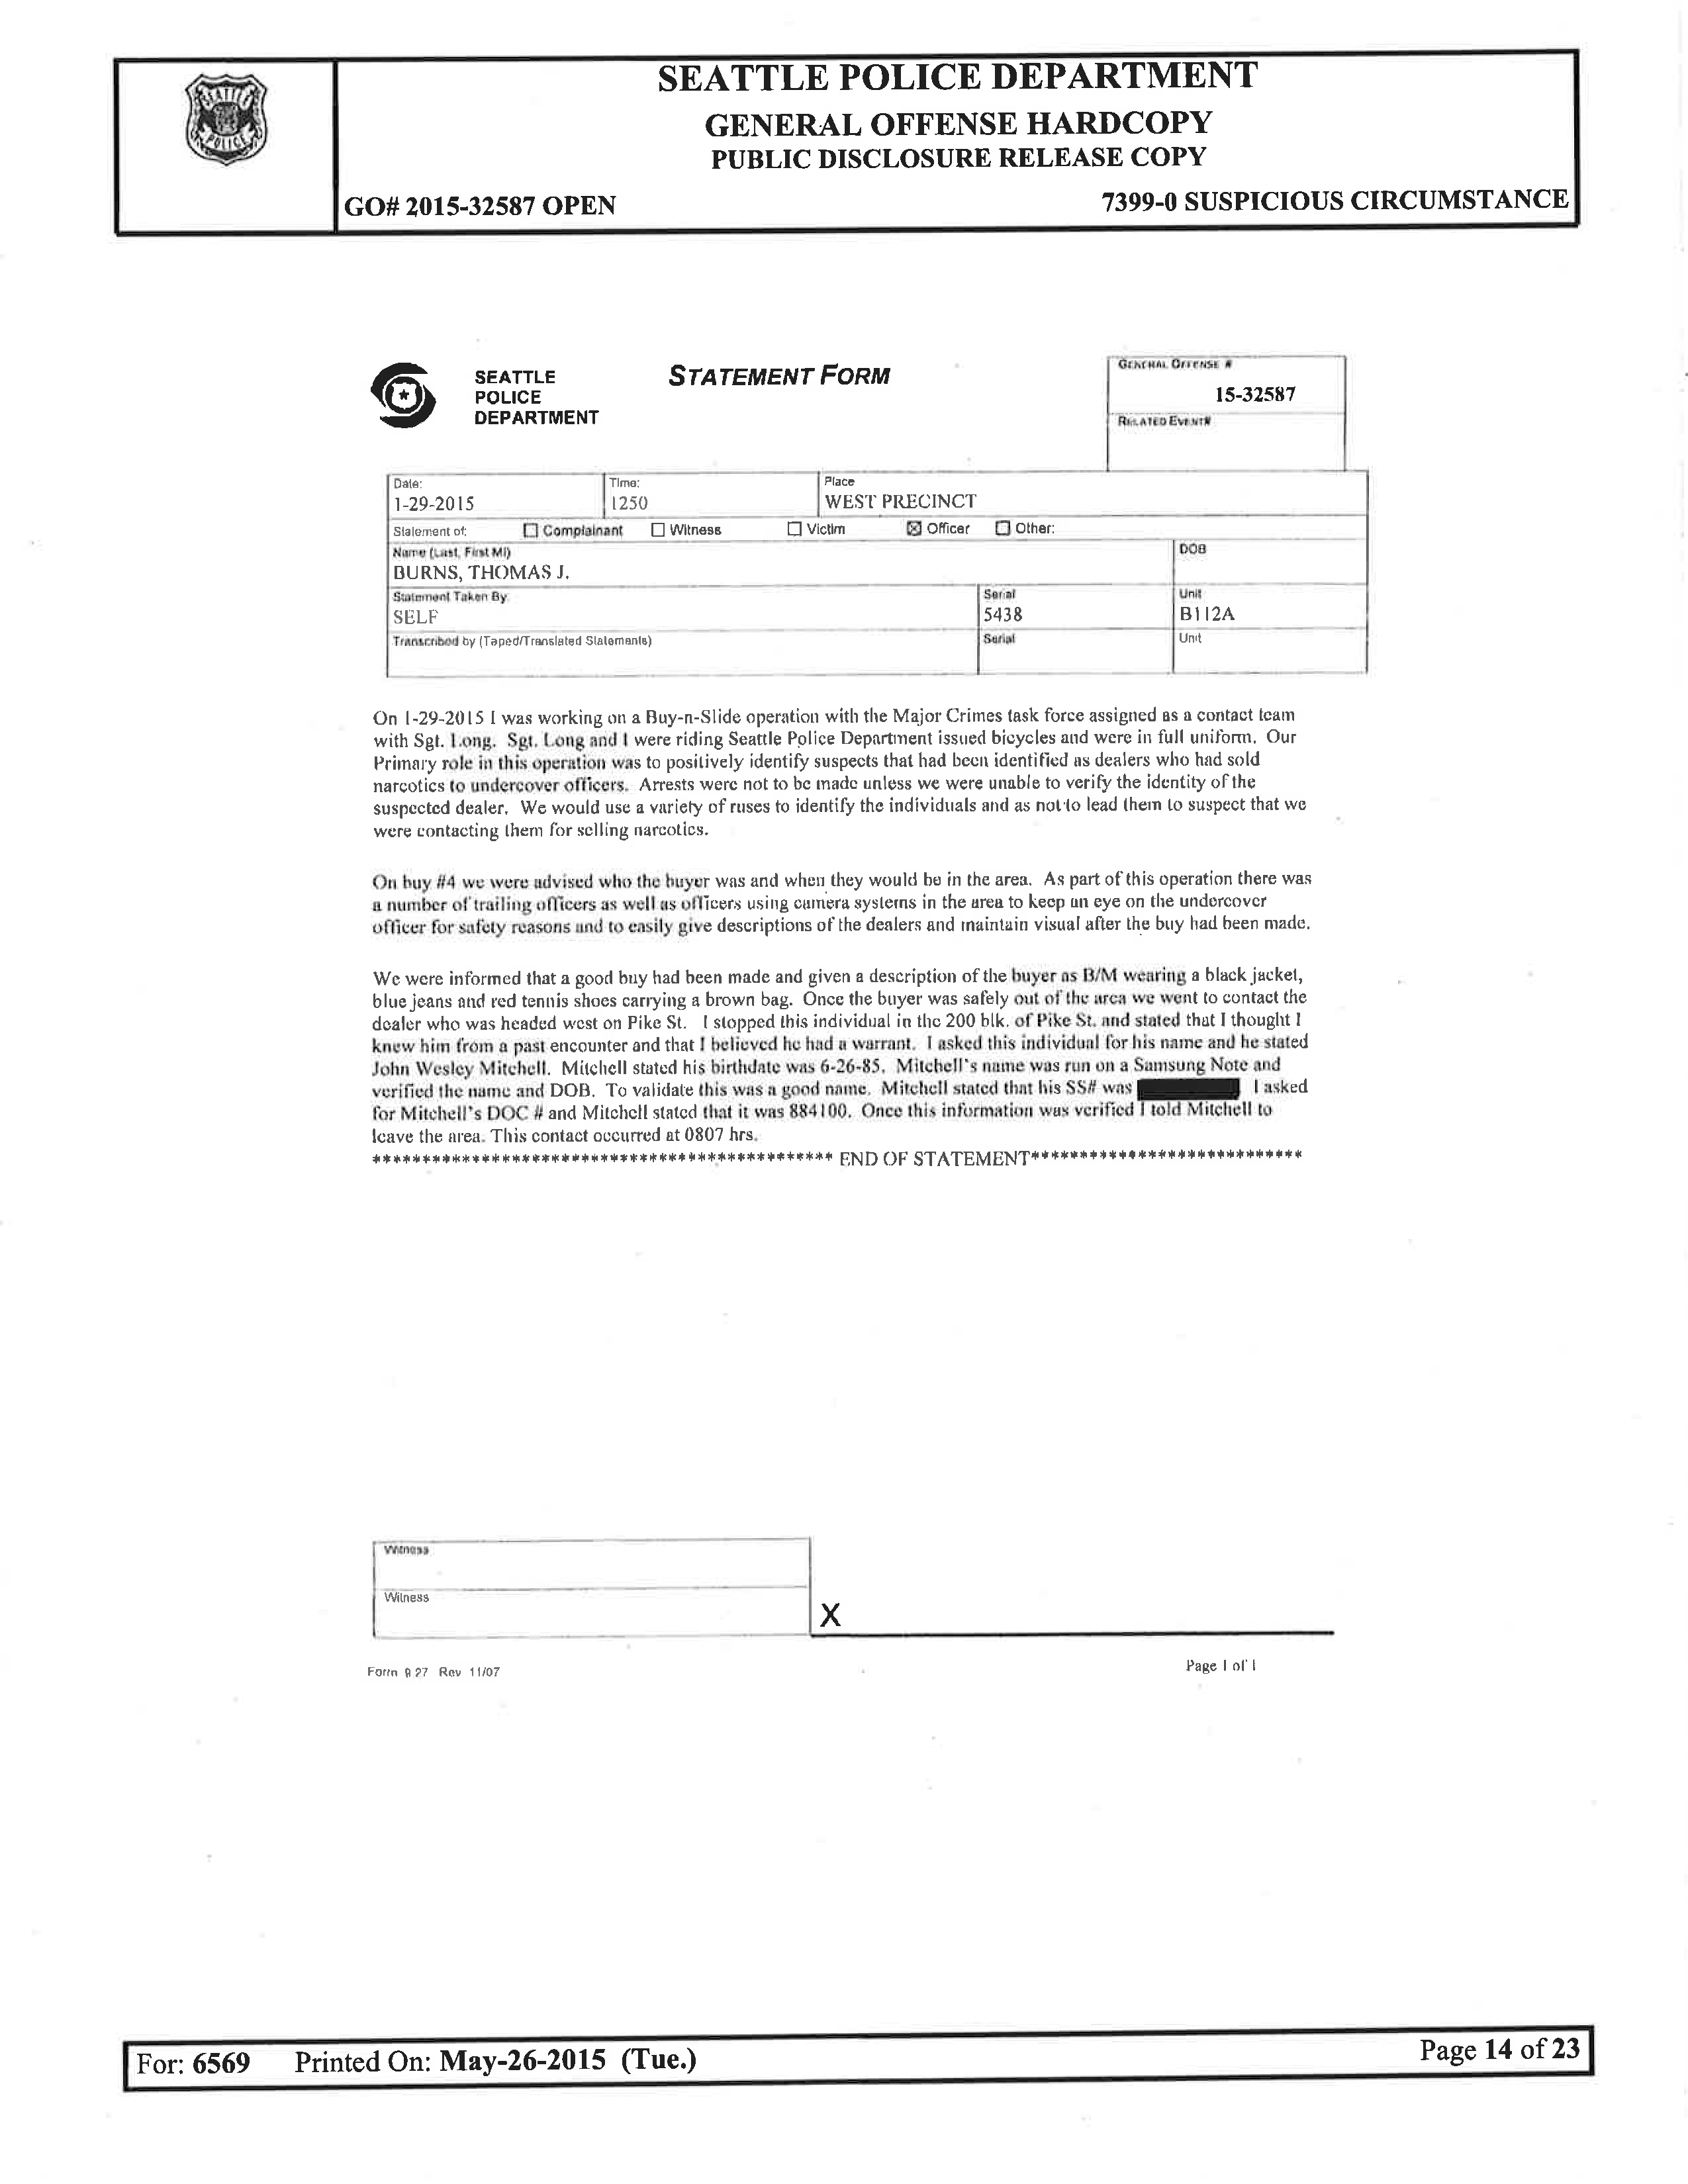 SEATTLE POLICE
SEATTLE POLICE DEPARTMENT
GENERAL OFFENSE HARDCOPY
PUBLIC DISCLOSURE RELEASE COPY
GO# 2015-32587 OPEN 7399-0 SUSPICIOUS CIRCUMSTANCE
SEATTLE
POLICE
DEPARTMENT
STATEMENT FORM
GENERAL OFFENSE #
15-32587
RELATED EVENT#
Date: Time: Place
1-29-2015 1250 WEST PRECINCT
Statement of: Complainant Witness Victim Officer Other:
Name (Last, First MI) DOB
BURNS, THOMAS J.
Statement Taken By Serial Unit
SELF 5438 B112A
Transcribed by (Taped/Translated Statements) Serial Unit
On 1-29-2015 I was working on a Buy-n-Slide operation with the Major Crimes task force assigned as a contact team
with Sgt. Long. Sgt. Long and I were riding Seattle Police Department issued bicycles and were in full uniform. Our
Primary role in this operation was to positively identify suspects that had been identified as dealers who had sold
narcotics to undercover officers. Arrests were not to be made unless we were unable to verify the identity of the
suspected dealer. We would use a variety of ruses to identify the individuals and as not to lead them to suspect that we
were contacting them for selling narcotics.
On buy #4 we were advised who the buyer was and when they would be in the area. As part of this operation there was
a number of trailing officers as well as officers using camera systems in the area to keep an eye on the undercover
officer for safety reasons and to easily give descriptions of the dealers and maintain visual after the buy had been made.
We were informed that a good buy had been made and given a description of the buyer as B/M wearing a black jacket,
blue jeans and red tennis shoes carrying a brown bag. Once the buyer was safely out of the area we went to contact the
dealer who was headed west on Pike St. I stopped this individual in the 200 blk. of Pike St. and stated that I thought I
knew him from a past encounter and that I believed he had a warrant. I asked this individual for his name and he stated
John Wesley Mitchell. Mitchell stated his birthdate was 6-26-85. Mitchell's name was run on a Samsung Note and
verified the name and DOB. To validate this was a good name. Mitchell stated that his SS# was I asked
for Mitchell's DOC # and Mitchell stated that it was 884100. Once this information was verified I told Mitchell to
leave the area. This contact occurred at 0807 hrs.
*********************************************** END OF STATEMENT****************************
Witness
Witness
X
Form 9 27 Rev 11/07 Page 1 of 1
For: 6569 Printed On: May-26-2015 (Tue.) Page 14 of 23